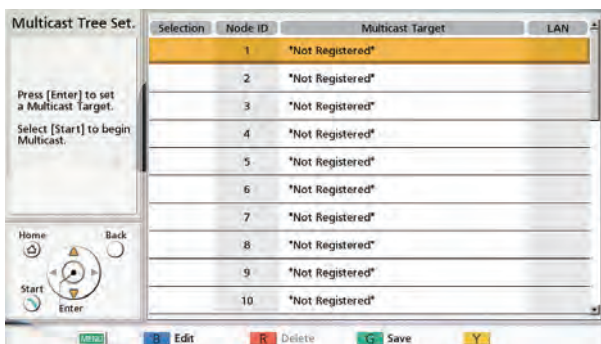 Multicast Tree Set.
Press [Enter] to set
a Multicast Target.
Select [Start] to begin
Multicast.
Home
Back
Start
Enter
Selection Node ID Multicast Target LAN
1 *Not Registered*
2 *Not Registered*
3 *Not Registered*
4 *Not Registered*
5 *Not Registered*
6 *Not Registered*
7 *Not Registered*
8 *Not Registered*
9 *Not Registered*
10 *Not Registered*
MENU B Edit R Delete G Save Y